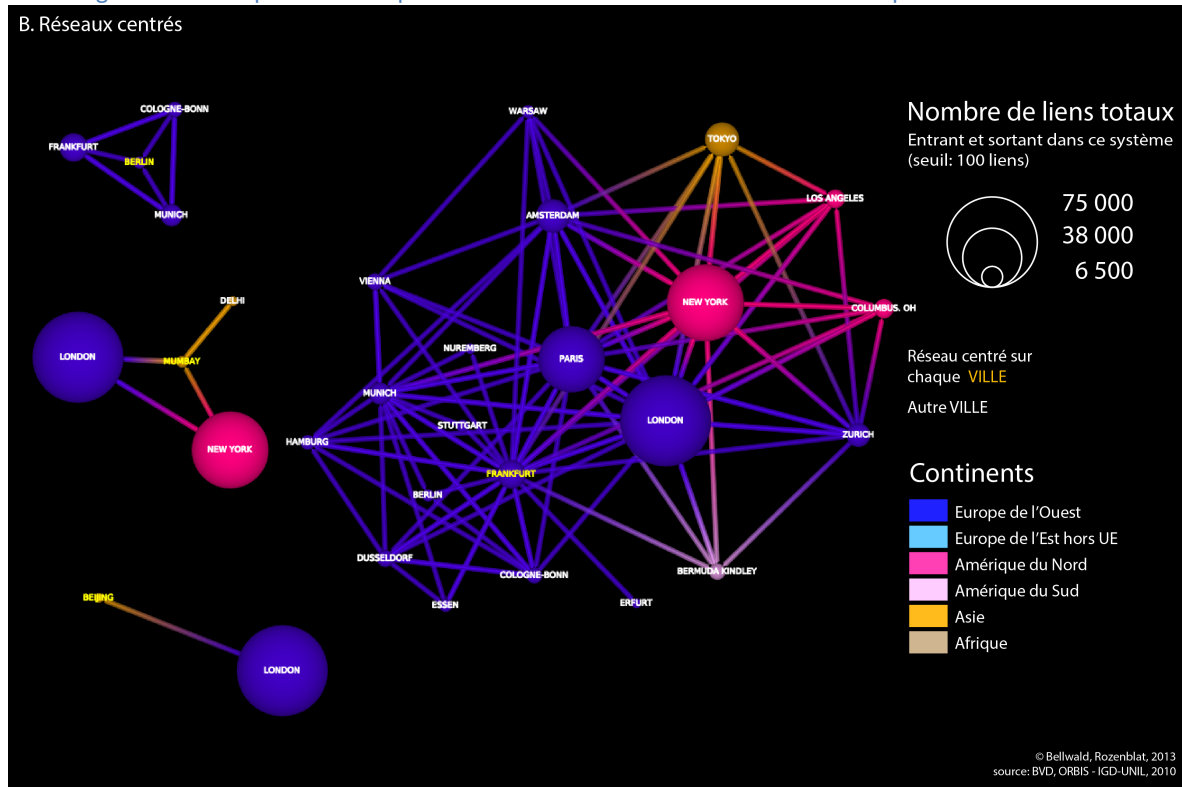 B. Réseaux centrés
COLOGNE-BONN
FRANKFURT
BERLIN
MUNICH
DELHI
LONDON
MUMBAY
NEW YORK
BEIJING
LONDON
WARSAW
TOKYO
LOS ANGELES
AMSTERDAM
VIENNA
NEW YORK
COLUMBUS. OH
NUREMBERG
PARIS
MUNICH
LONDON
STUTTGART
HAMBURG
ZURICH
FRANKFURT
BERLIN
DUSSELDORF
COLOGNE-BONN
BERMUDA KINDLEY
ESSEN
ERFURT
Nombre de liens totaux
Entrant et sortant dans ce système
(seuil: 100 liens)
75 000
38 000
6 500
Réseau centré sur
chaque VILLE
Autre VILLE
Continents
Europe de l'Ouest
Europe de l'Est hors UE
Amérique du Nord
Amérique du Sud
Asie
Afrique
© Bellwald, Rozenblat, 2013
source: BVD, ORBIS - IGD-UNIL, 2010